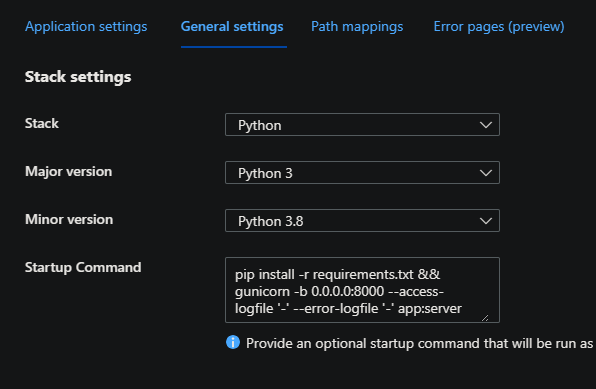 Application settings General settings Path mappings Error pages (preview)
Stack settings
Stack Python
Major version Python 3
Minor version Python 3.8
Startup Command
pip install -r requirements.txt &&
gunicorn -b 0.0.0.0:8000 --access-
logfile '-' --error-logfile '-' app:server
Provide an optional startup command that will be run as